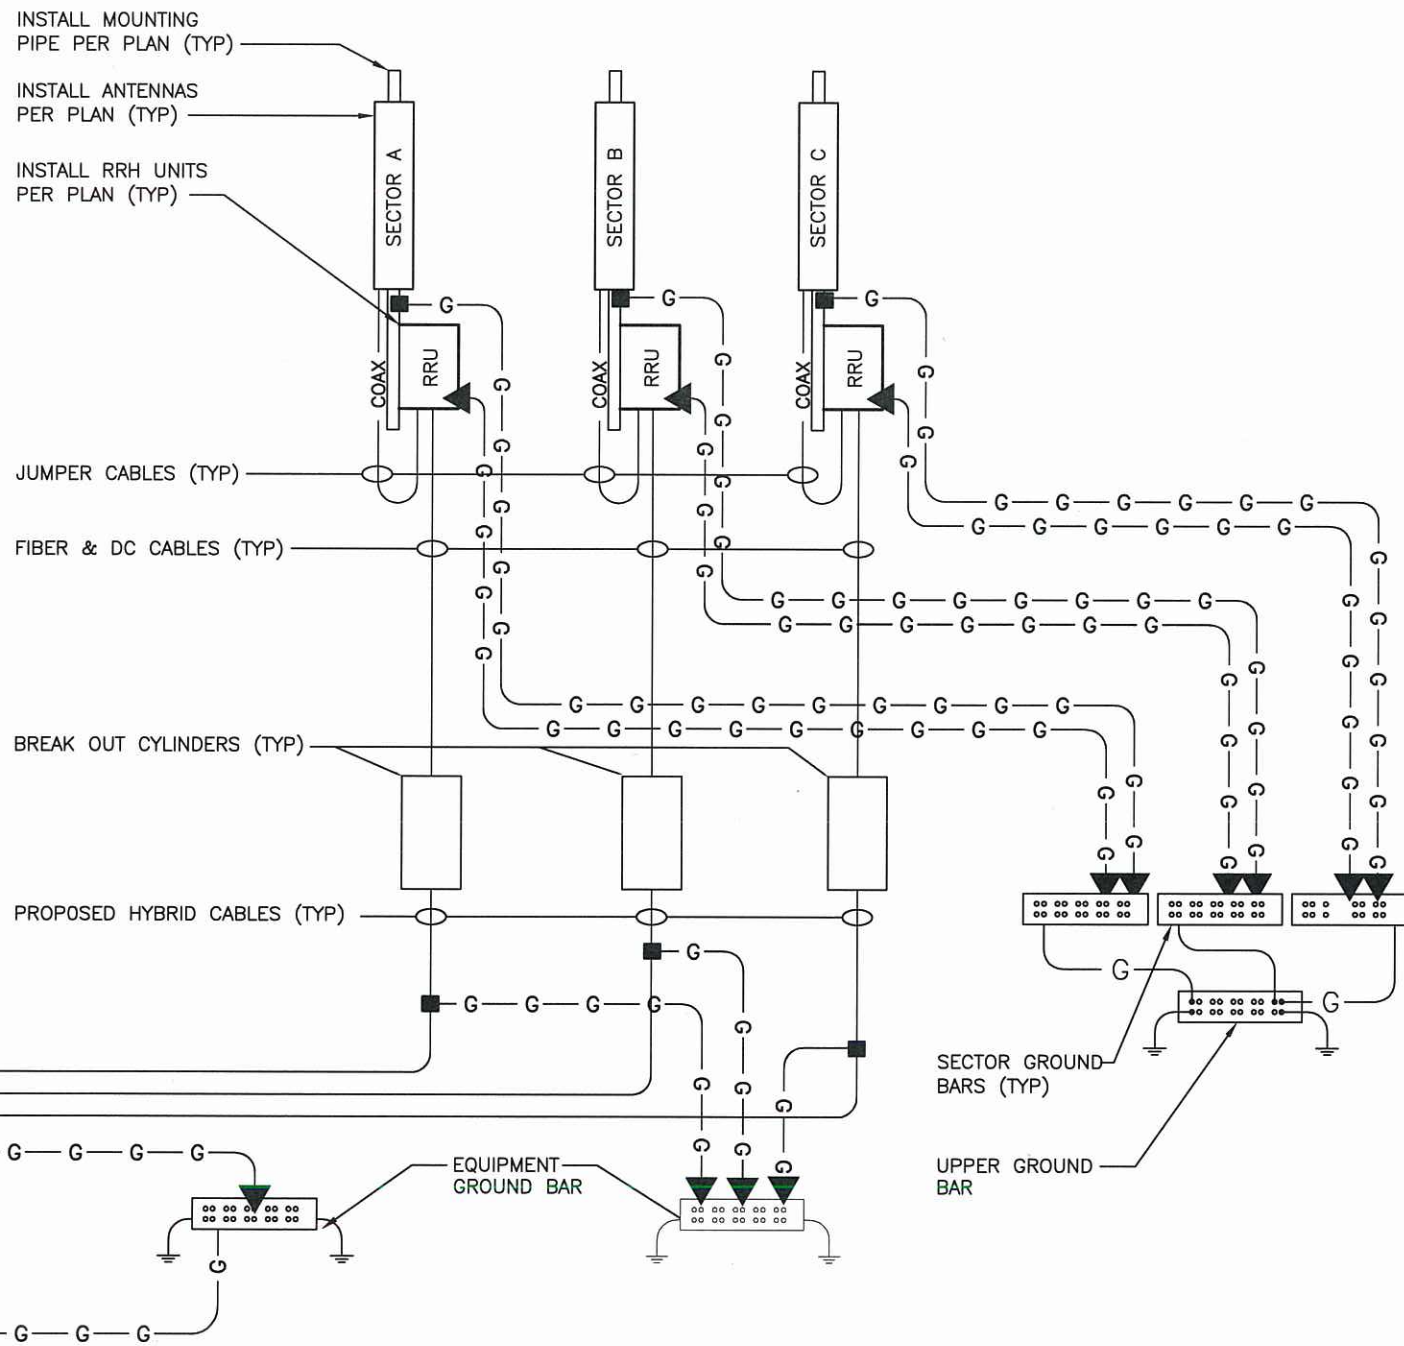 INSTALL MOUNTING
PIPE PER PLAN (TYP)
INSTALL ANTENNAS
PER PLAN (TYP)
INSTALL RRH UNITS
PER PLAN (TYP)
SECTOR A
SECTOR B
SECTOR C
G
G
G
COAX
RRU
COAX
RRU
COAX
RRU
JUMPER CABLES (TYP)
G G G G G
G G G G G G
FIBER & DC CABLES (TYP)
G G G G G G G G
G G G G G G G
G G G G G G G G G
G G G G G G G G G
BREAK OUT CYLINDERS (TYP)
PROPOSED HYBRID CABLES (TYP)
G
G G G G
G
G
SECTOR GROUND
BARS (TYP)
G G G G
EQUIPMENT
GROUND BAR
UPPER GROUND
BAR
G
G G G